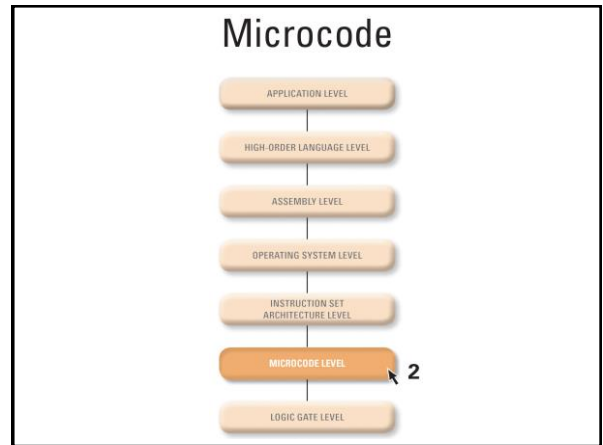 Microcode
APPLICATION LEVEL
HIGH-ORDER LANGUAGE LEVEL
ASSEMBLY LEVEL
OPERATING SYSTEM LEVEL
INSTRUCTION SET
ARCHITECTURE LEVEL
MICROCODE LEVEL
2
LOGIC GATE LEVEL